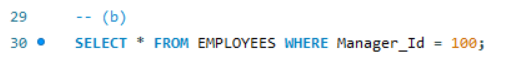 29 -- (b)
30 SELECT * FROM EMPLOYEES WHERE Manager_Id = 100;